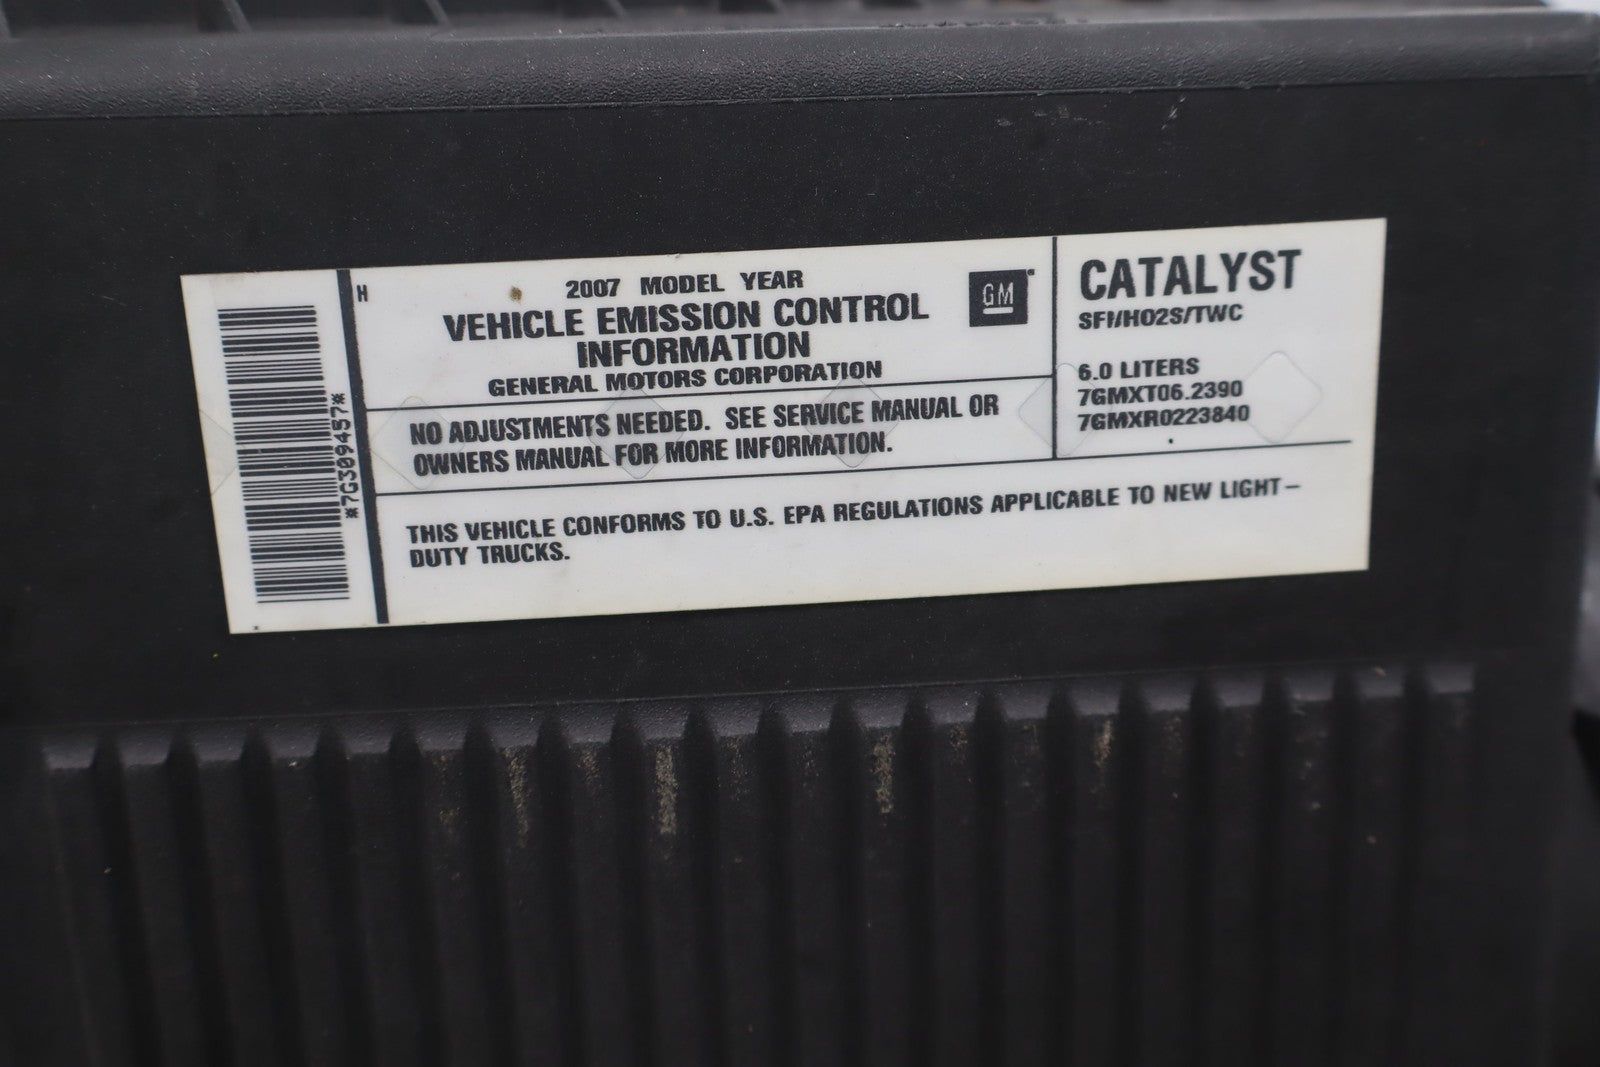 *7G309457*
H
2007 MODEL YEAR
VEHICLE EMISSION CONTROL
INFORMATION
GENERAL MOTORS CORPORATION
GM
NO ADJUSTMENTS NEEDED. SEE SERVICE MANUAL OR
OWNERS MANUAL FOR MORE INFORMATION.
CATALYST
SFI/HO2S/TWC
6.0 LITERS
7GMXT06.2390
7GMXR0223840
THIS VEHICLE CONFORMS TO U.S. EPA REGULATIONS APPLICABLE TO NEW LIGHT-
DUTY TRUCKS.